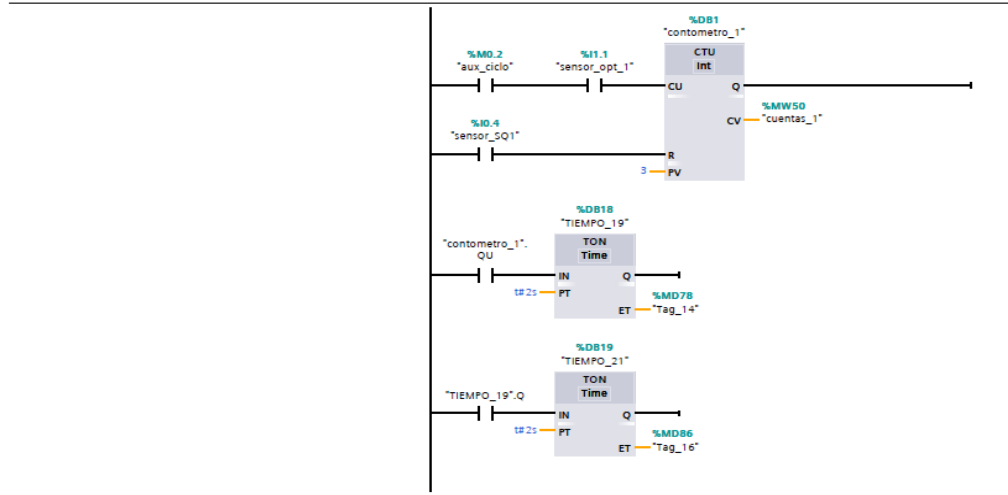 %DB1
"contometro_1"
%M0.2
"aux_ciclo"
%I1.1
"sensor_opt_1"
CTU
Int
CU
Q
%MW50
CV
"cuentas_1"
%I0.4
"sensor_SQ1"
R
3
PV
%DB18
"TIEMPO_19"
"contometro_1".
QU
TON
Time
IN
Q
t#2s
PT
%MD78
ET
"Tag_14"
%DB19
"TIEMPO_21"
"TIEMPO_19".Q
TON
Time
IN
Q
t#2s
PT
%MD86
ET
"Tag_16"